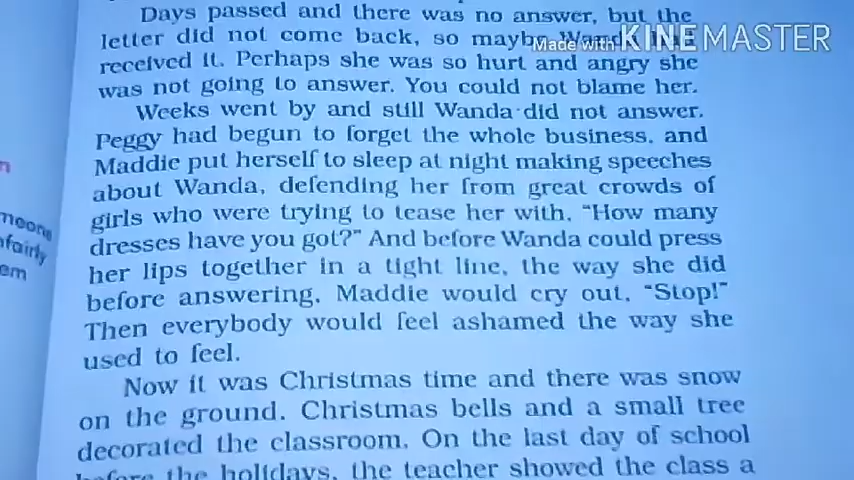 Days passed and there was no answer, but the
letter did not come back, so maybe
received it. Perhaps she was so hurt and angry she
was not going to answer. You could not blame her.
Weeks went by and still Wanda did not answer.
Peggy had begun to forget the whole business, and
Maddie put herself to sleep at night making speeches
about Wanda, defending her from great crowds of
girls who were trying to tease her with, “How many
dresses have you got?” And before Wanda could press
her lips together in a tight line, the way she did
before answering, Maddie would cry out, “Stop!”
Then everybody would feel ashamed the way she
used to feel.
Now it was Christmas time and there was snow
on the ground. Christmas bells and a small tree
decorated the classroom. On the last day of school
before the holidays, the teacher showed the class a
Made with KINEMASTER